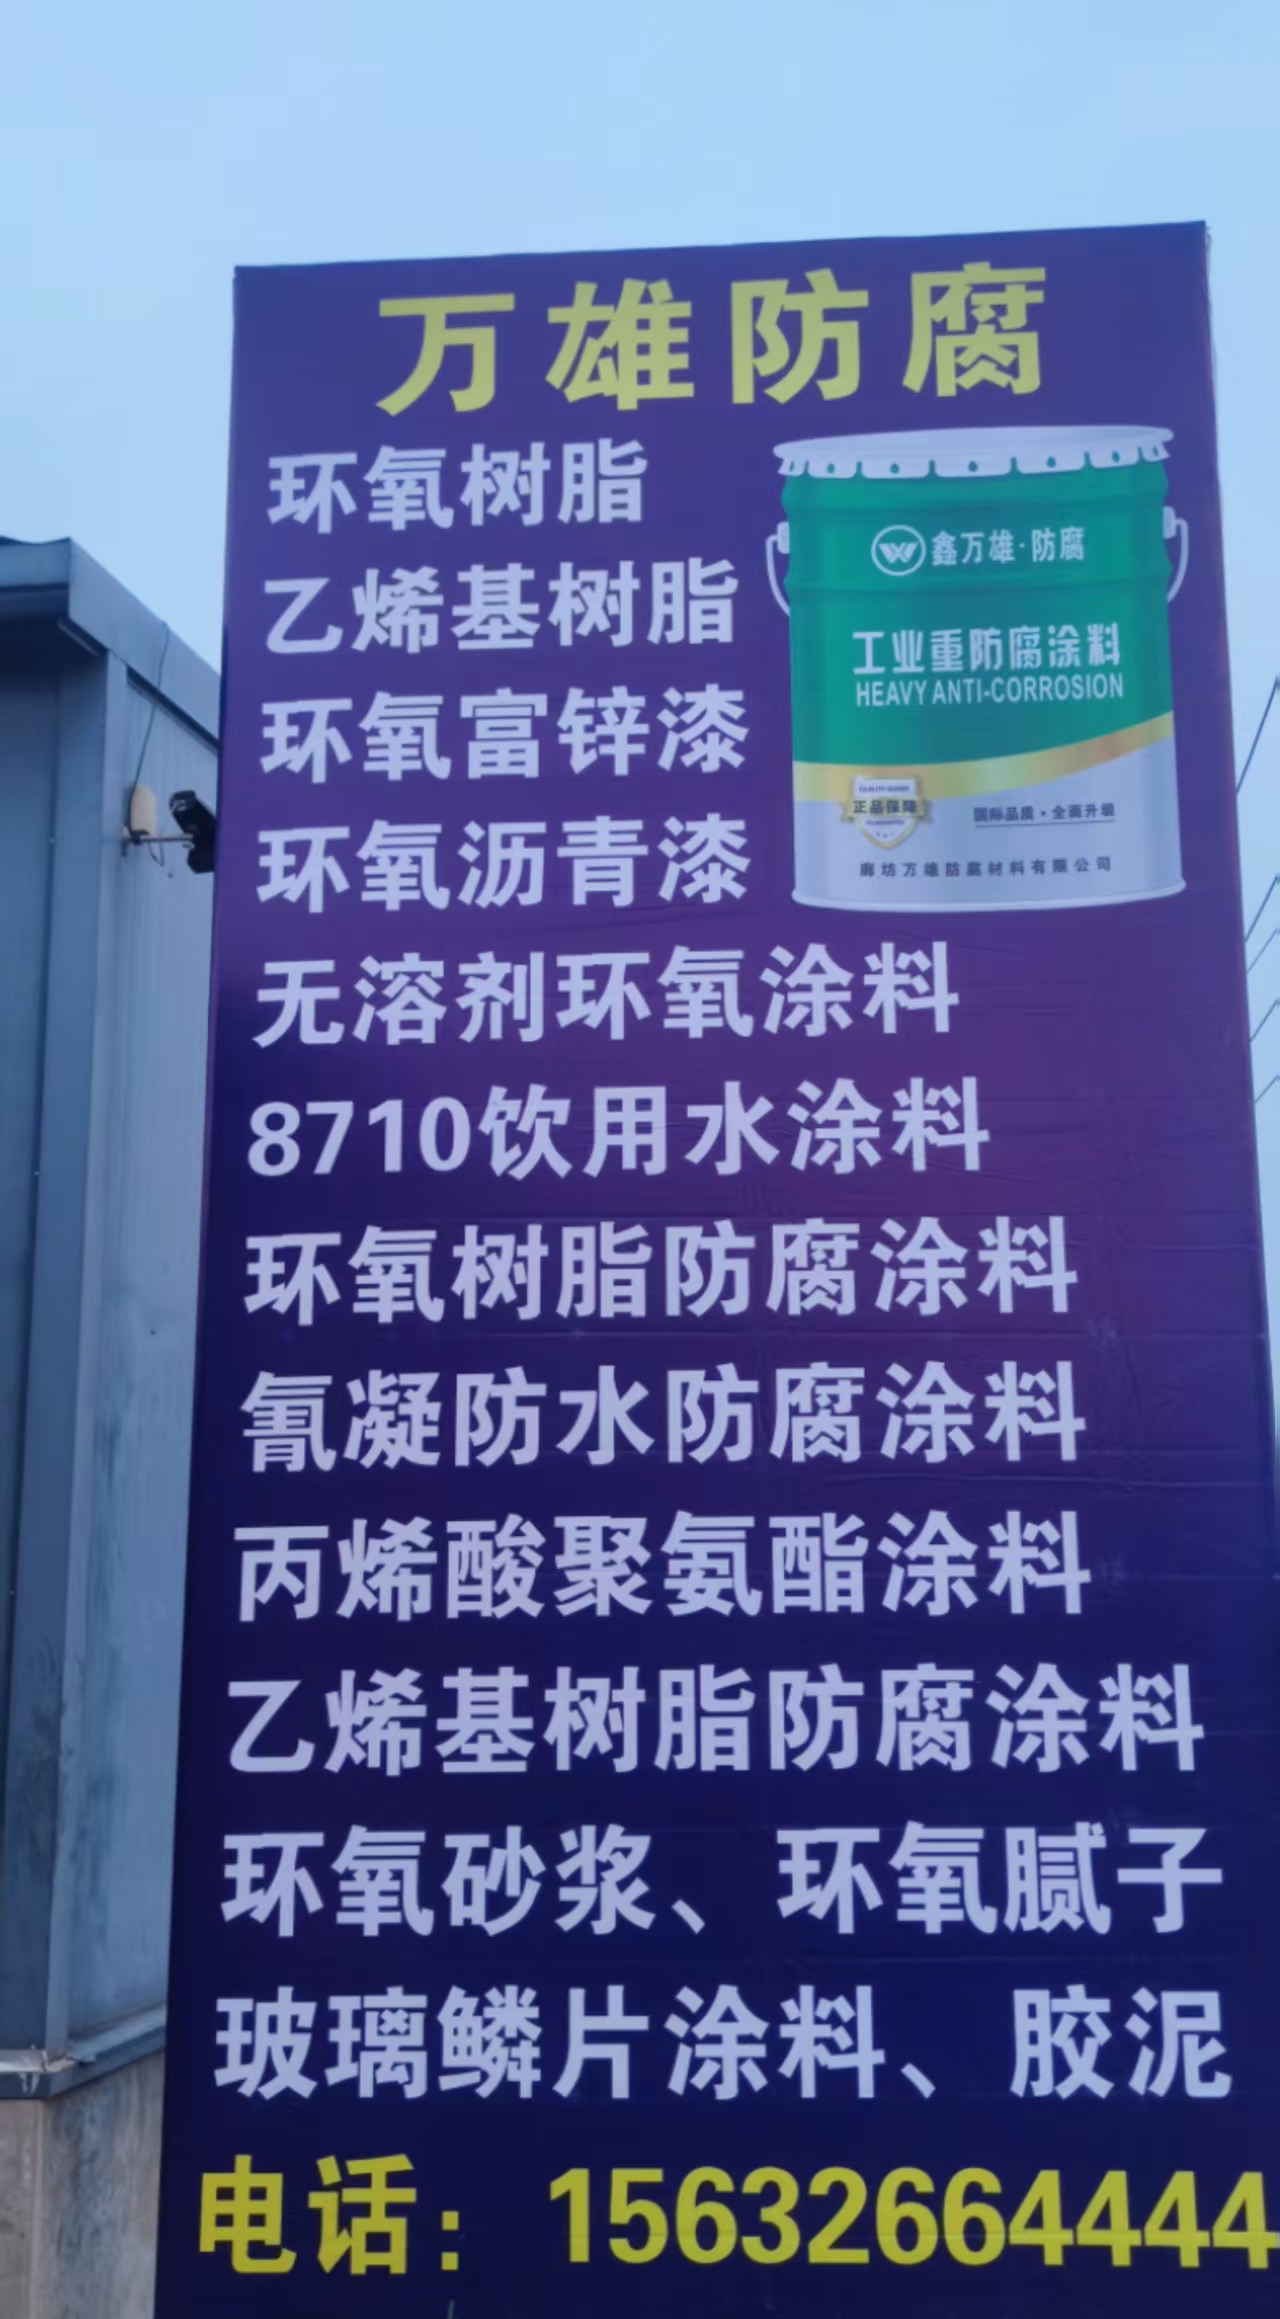 万雄防腐
环氧树脂
乙烯基树脂
环氧富锌漆
环氧沥青漆
鑫万雄·防腐
工业重防腐涂料
HEAVY ANTI-CORROSION
正品保障
国际品质·全面升级
廊坊万雄防腐材料有限公司
无溶剂环氧涂料
8710饮用水涂料
环氧树脂防腐涂料
氰凝防水防腐涂料
丙烯酸聚氨酯涂料
乙烯基树脂防腐涂料
环氧砂浆、环氧腻子
玻璃鳞片涂料、胶泥
电话：15632664444